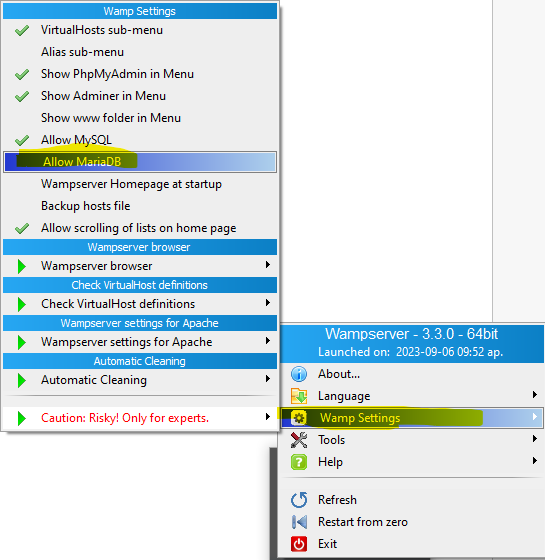 Wamp Settings
VirtualHosts sub-menu
Alias sub-menu
Show PhpMyAdmin in Menu
Show Adminer in Menu
Show www folder in Menu
Allow MySQL
Allow MariaDB
Wampserver Homepage at startup
Backup hosts file
Allow scrolling of lists on home page
Wampserver browser
Wampserver browser
Check VirtualHost definitions
Check VirtualHost definitions
Wampserver settings for Apache
Wampserver settings for Apache
Automatic Cleaning
Automatic Cleaning
Caution: Risky! Only for experts.
Wampserver - 3.3.0 - 64bit
Launched on: 2023-09-06 09:52 ap.
About...
Language
Wamp Settings
Tools
Help
Refresh
Restart from zero
Exit